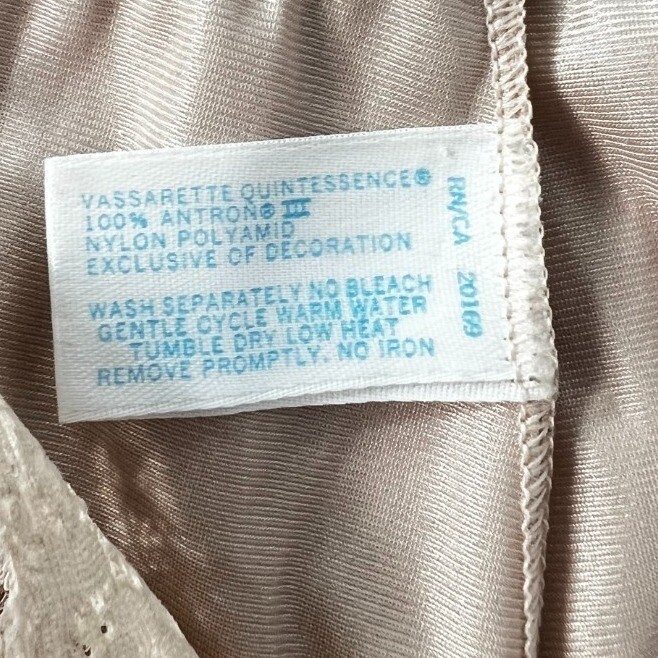 VASSARETTE QUINTESSENCE®
100% ANTRON® III
NYLON POLYAMID
EXCLUSIVE OF DECORATION
WASH SEPARATELY NO BLEACH
GENTLE CYCLE WARM WATER
TUMBLE DRY LOW HEAT
REMOVE PROMPTLY. NO IRON
RN/CA 20169